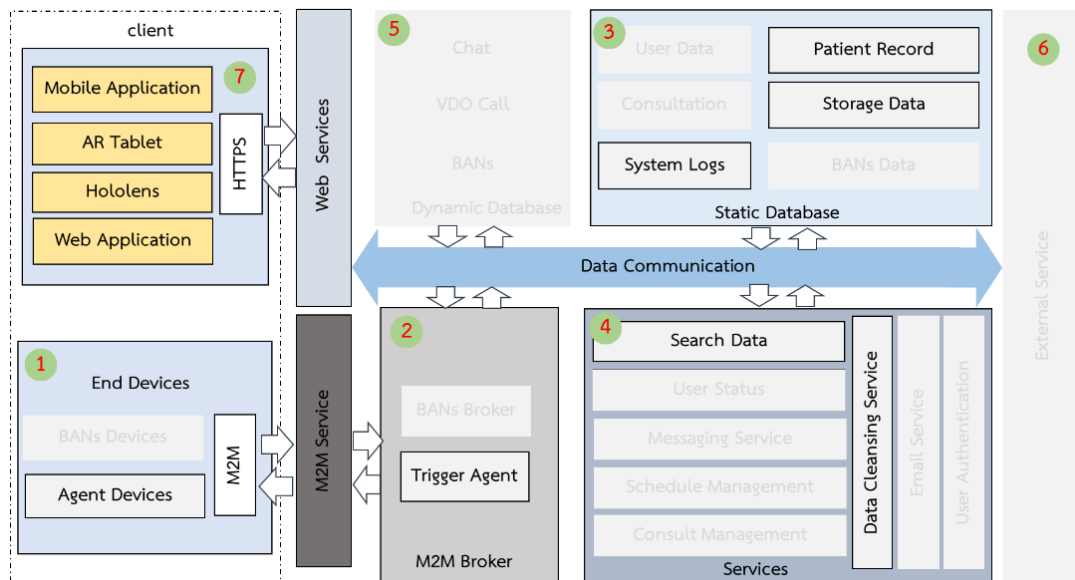 client
7
Mobile Application
AR Tablet
Hololens
Web Application
HTTPS
Web Services
5
Chat
VDO Call
BANs
Dynamic Database
3
User Data
Patient Record
Consultation
Storage Data
System Logs
BANs Data
Static Database
6
External Service
Data Communication
1
End Devices
BANs Devices
Agent Devices
M2M
M2M Service
2
BANs Broker
Trigger Agent
M2M Broker
4
Search Data
User Status
Messaging Service
Schedule Management
Consult Management
Data Cleansing Service
Email Service
User Authentication
Services